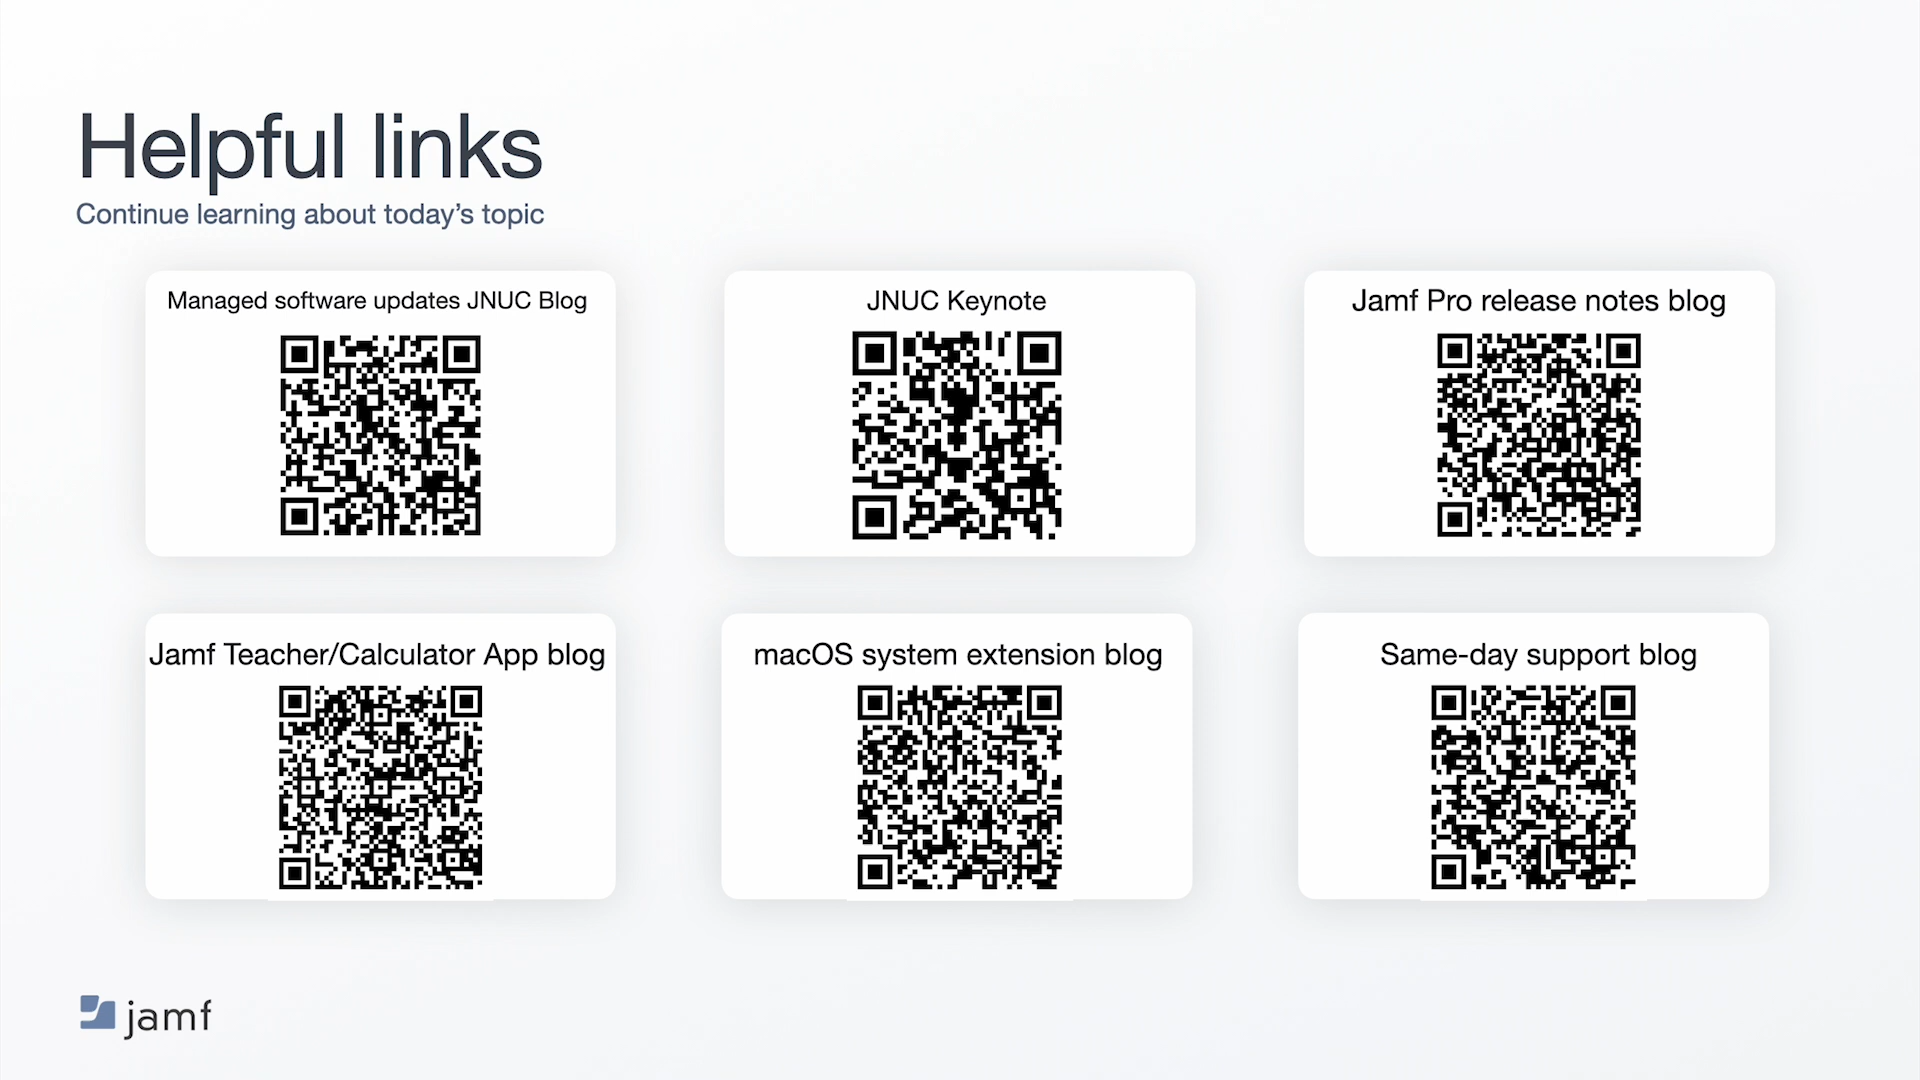 Helpful links
Continue learning about today's topic
Managed software updates JNUC Blog
JNUC Keynote
Jamf Pro release notes blog
Jamf Teacher/Calculator App blog
macOS system extension blog
Same-day support blog
jamf